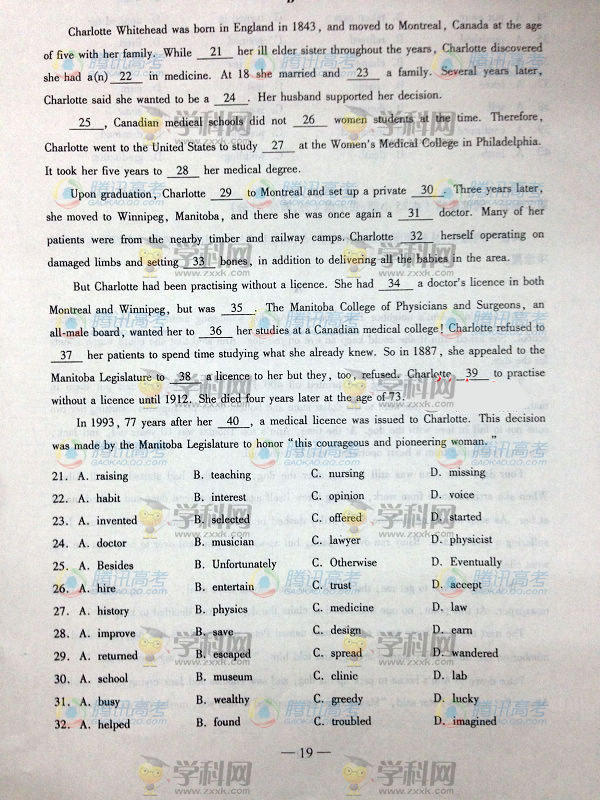 B
Charlotte Whitehead was born in England in 1843, and moved to Montreal, Canada at the age
of five with her family. While 21 her ill elder sister throughout the years, Charlotte discovered
she had a(n) 22 in medicine. At 18 she married and 23 a family. Several years later,
Charlotte said she wanted to be a 24 . Her husband supported her decision.
25 , Canadian medical schools did not 26 women students at the time. Therefore,
Charlotte went to the United States to study 27 at the Women's Medical College in Philadelphia.
It took her five years to 28 her medical degree.
Upon graduation, Charlotte 29 to Montreal and set up a private 30 . Three years later,
she moved to Winnipeg, Manitoba, and there she was once again a 31 doctor. Many of her
patients were from the nearby timber and railway camps. Charlotte 32 herself operating on
damaged limbs and setting 33 bones, in addition to delivering all the babies in the area.
But Charlotte had been practising without a licence. She had 34 a doctor's licence in both
Montreal and Winnipeg, but was 35 . The Manitoba College of Physicians and Surgeons, an
all-male board, wanted her to 36 her studies at a Canadian medical college! Charlotte refused to
37 her patients to spend time studying what she already knew. So in 1887, she appealed to the
Manitoba Legislature to 38 a licence to her but they, too, refused. Charlotte 39 to practise
without a licence until 1912. She died four years later at the age of 73.
In 1993, 77 years after her 40 , a medical licence was issued to Charlotte. This decision
was made by the Manitoba Legislature to honor "this courageous and pioneering woman."
21. A. raising B. teaching C. nursing D. missing
22. A. habit B. interest C. opinion D. voice
23. A. invented B. selected C. offered D. started
24. A. doctor B. musician C. lawyer D. physicist
25. A. Besides B. Unfortunately C. Otherwise D. Eventually
26. A. hire B. entertain C. trust D. accept
27. A. history B. physics C. medicine D. law
28. A. improve B. save C. design D. earn
29. A. returned B. escaped C. spread D. wandered
30. A. school B. museum C. clinic D. lab
31. A. busy B. wealthy C. greedy D. lucky
32. A. helped B. found C. troubled D. imagined
— 19 —
学科网
www.zxxk.com
腾讯高考
GAOKAO.QQ.COM